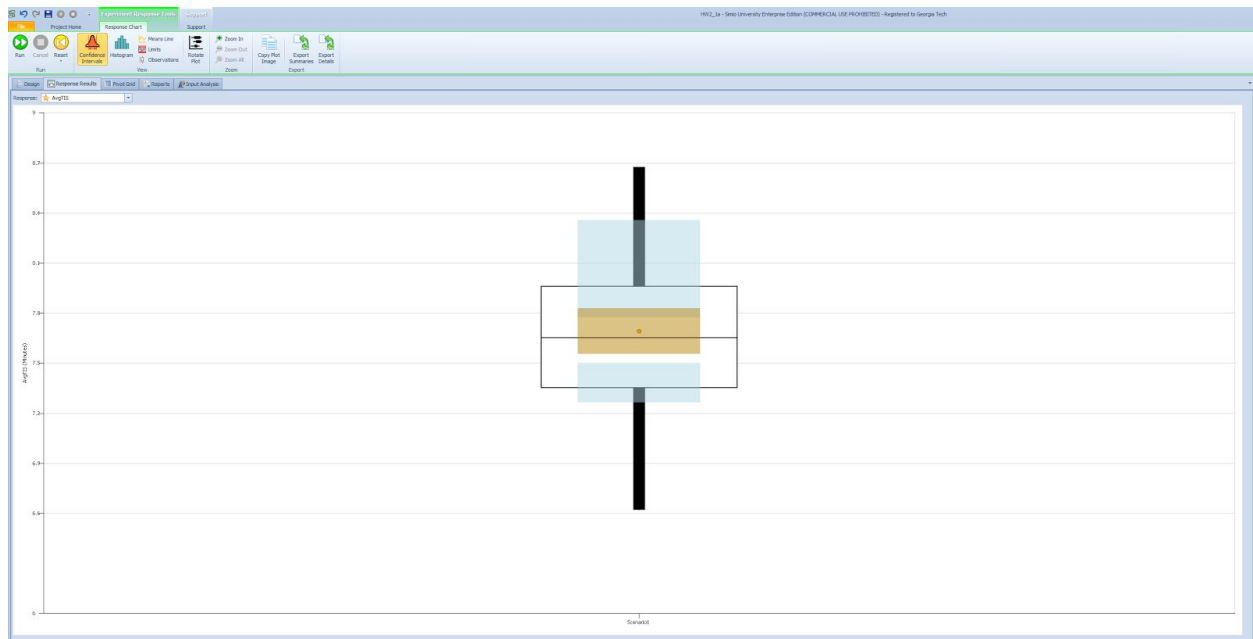 Experiment Response Tools Support
HW2_1a - Simio University Enterprise Edition [COMMERCIAL USE PROHIBITED] - Registered to Georgia Tech
File Project Home Response Chart Support
Run Cancel Reset
Confidence Intervals Histogram
Means Line
Limits
Observations
Rotate Plot
Zoom In
Zoom Out
Zoom All
Copy Plot Image
Export Summaries
Export Details
Run View Zoom Export
Design Response Results Pivot Grid Reports Input Analysis
Response: AvgTIS
9
8.7
8.4
8.1
7.8
7.5
7.2
6.9
6.6
6
AvgTIS (Minutes)
Scenario1